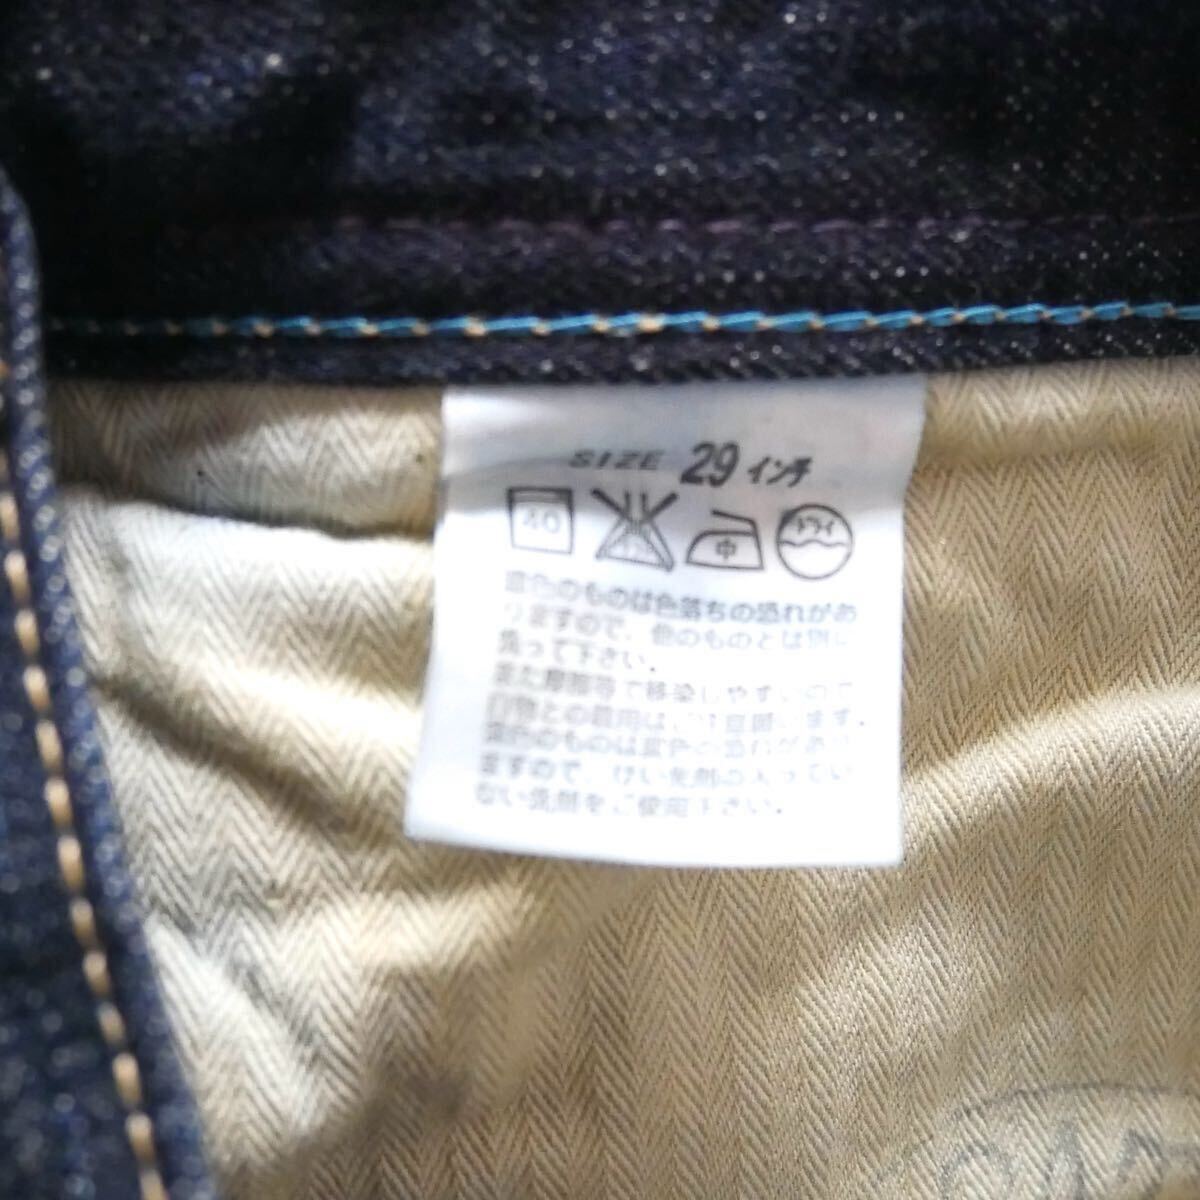 SIZE 29 インチ
40 中 ドライ
濃色のものは色落ちの恐れがあ
りますので、他のものとは別に
洗って下さい。
また摩擦等で移染しやすいので
白物との着用はご注意願います。
淡色のものは変色の恐れがあり
ますので、けい光剤の入ってい
ない洗剤をご使用下さい。